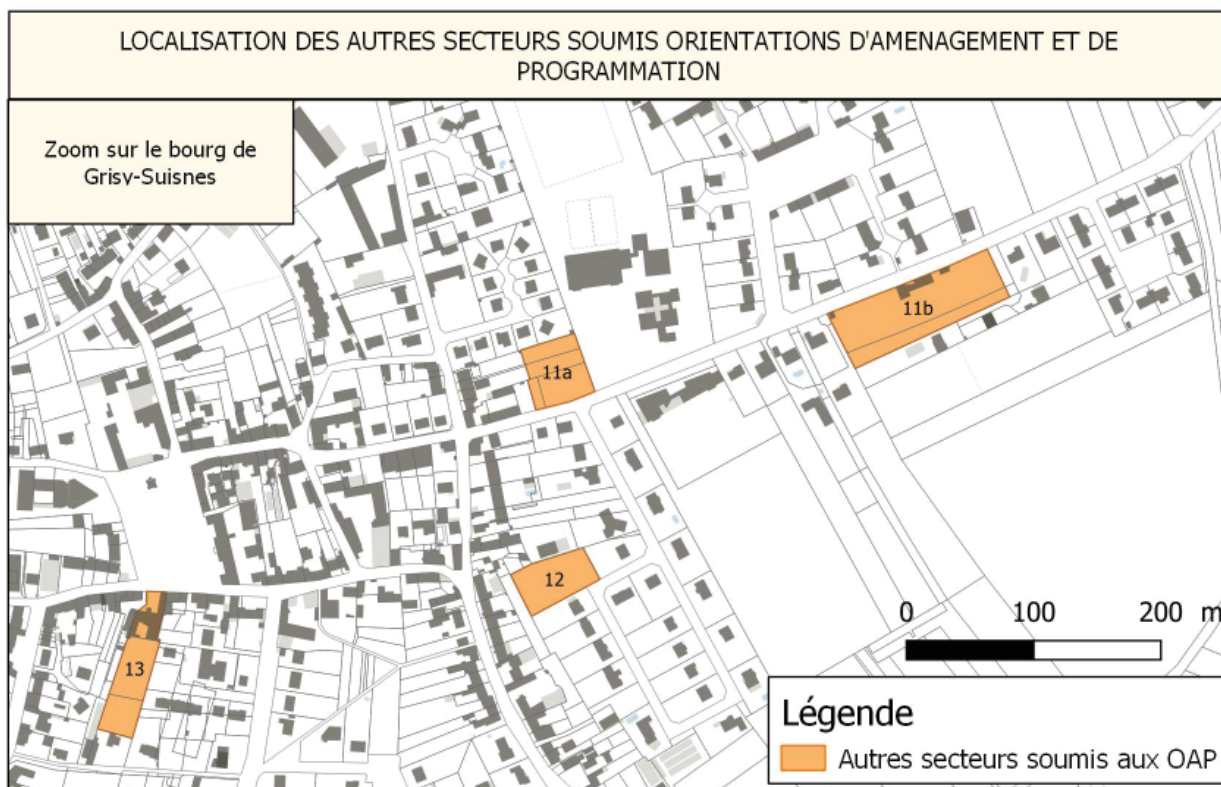 LOCALISATION DES AUTRES SECTEURS SOUMIS ORIENTATIONS D'AMENAGEMENT ET DE
PROGRAMMATION
Zoom sur le bourg de
Grisy-Suisnes
11b
11a
12
13
0 100 200 m
Légende
Autres secteurs soumis aux OAP